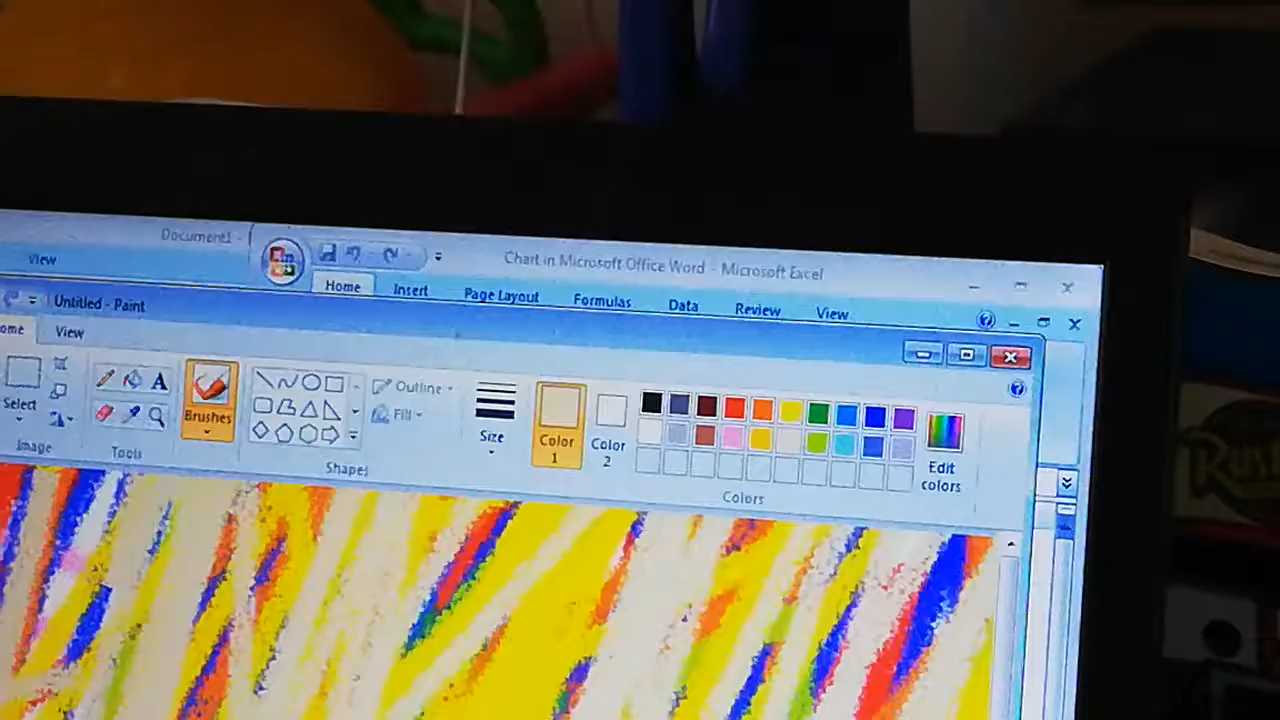 Document1 -
Chart in Microsoft Office Word - Microsoft Excel
View
Home Insert Page Layout Formulas Data Review View
Untitled - Paint
ome View
Select
Image
A
Tools
Brushes
Outline
Fill
Shapes
Size
Color
1
Color
2
Colors
Edit
colors